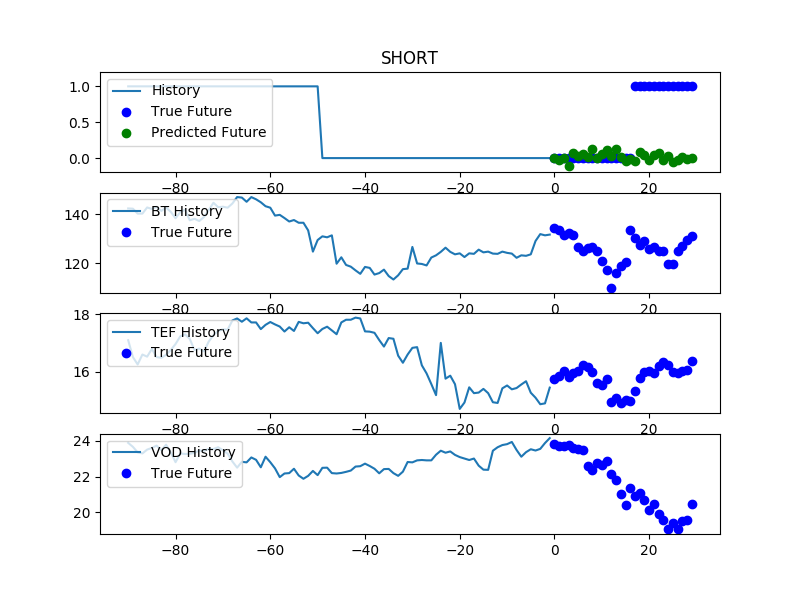 SHORT
1.0
0.5
0.0
History
True Future
Predicted Future
−80 −60 −40 −20 0 20
140
120
BT History
True Future
−80 −60 −40 −20 0 20
18
16
TEF History
True Future
−80 −60 −40 −20 0 20
24
22
20
VOD History
True Future
−80 −60 −40 −20 0 20